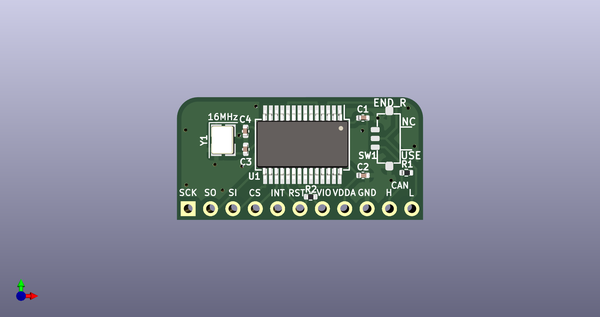 END_R
C1
16MHz
C4
NC
Y1
SW1
USE
C3
C2
R1
U1
CAN
R2
SCK SO SI CS INT RST VIO VDDA GND H L